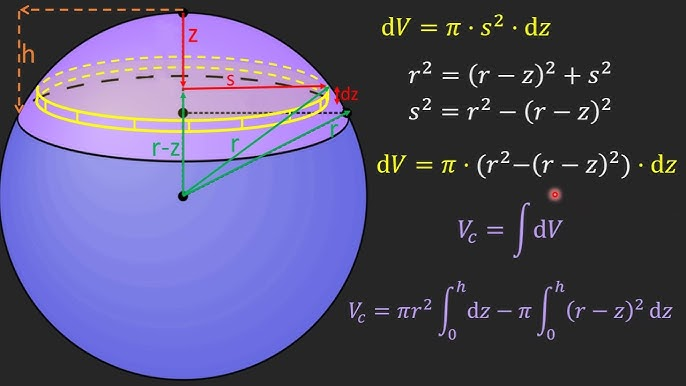 h
z
s
dz
r-z
r
r
dV = π · s² · dz
r² = (r − z)² + s²
s² = r² − (r − z)²
dV = π · (r²−(r − z)²) · dz
V_c = ∫ dV
V_c = πr² ∫₀ʰ dz − π ∫₀ʰ (r − z)² dz